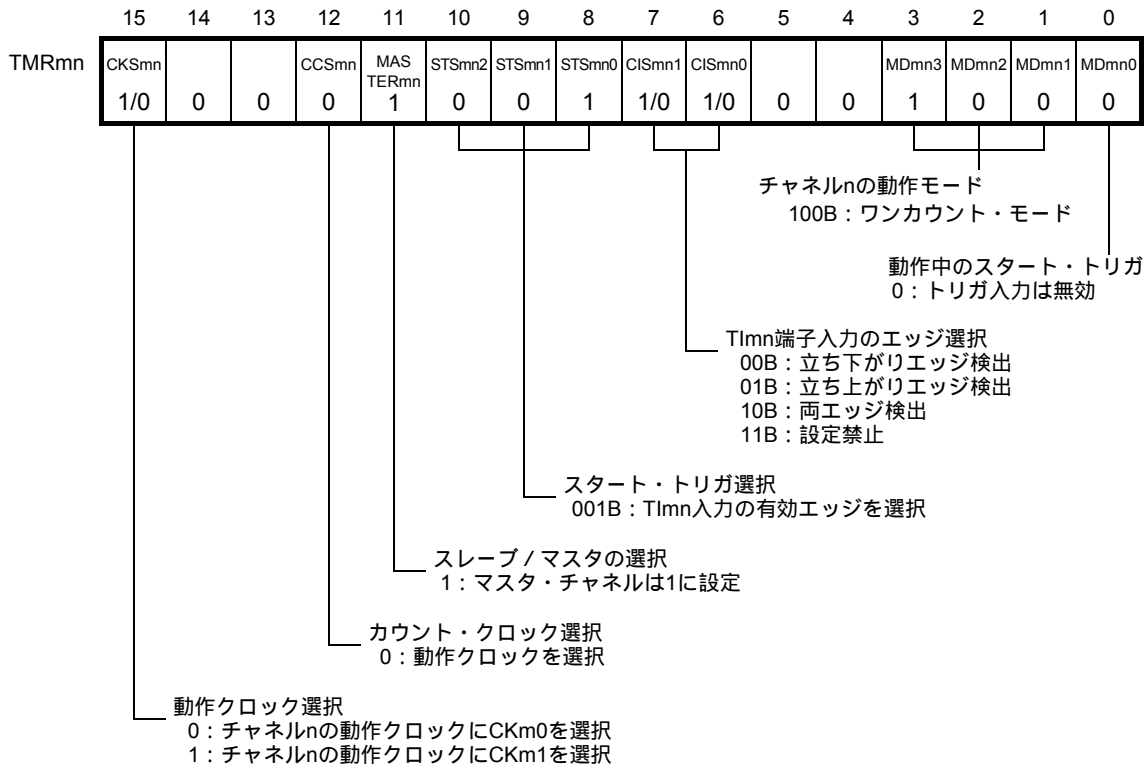 15 14 13 12 11 10 9 8 7 6 5 4 3 2 1 0
TMRmn CKSmn CCSmn MAS TERmn STSmn2 STSmn1 STSmn0 CISmn1 CISmn0 MDmn3 MDmn2 MDmn1 MDmn0
1/0 0 0 0 1 0 0 1 1/0 1/0 0 0 1 0 0 0
チャネルnの動作モード
100B：ワンカウント・モード
動作中のスタート・トリガ
0：トリガ入力は無効
TImn端子入力のエッジ選択
00B：立ち下がりエッジ検出
01B：立ち上がりエッジ検出
10B：両エッジ検出
11B：設定禁止
スタート・トリガ選択
001B：TImn入力の有効エッジを選択
スレーブ / マスタの選択
1：マスタ・チャネルは1に設定
カウント・クロック選択
0：動作クロックを選択
動作クロック選択
0：チャネルnの動作クロックにCKm0を選択
1：チャネルnの動作クロックにCKm1を選択